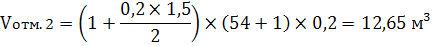 Vотм. 2 = (1 + 0,2 × 1,5 / 2) × (54 + 1) × 0,2 = 12,65 м³